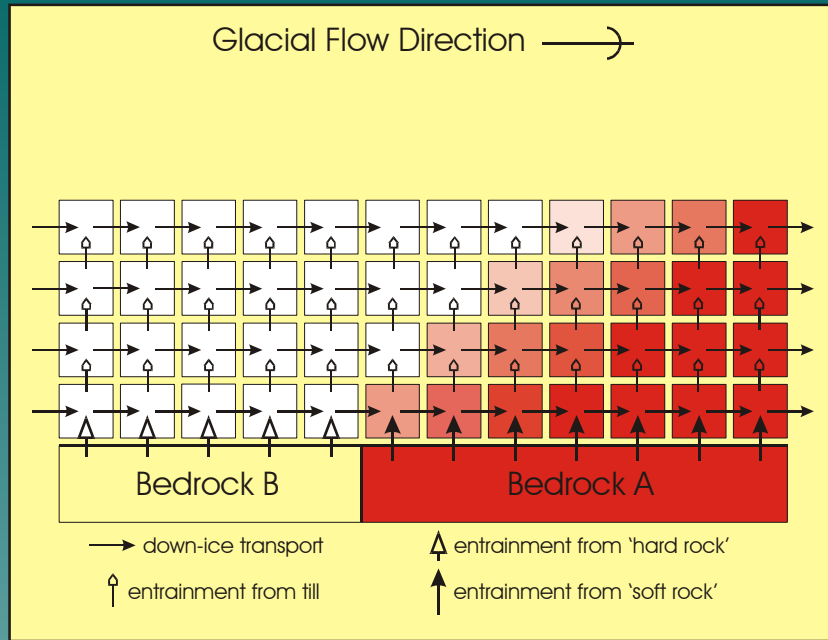 Glacial Flow Direction
Bedrock B
Bedrock A
down-ice transport
entrainment from 'hard rock'
entrainment from till
entrainment from 'soft rock'